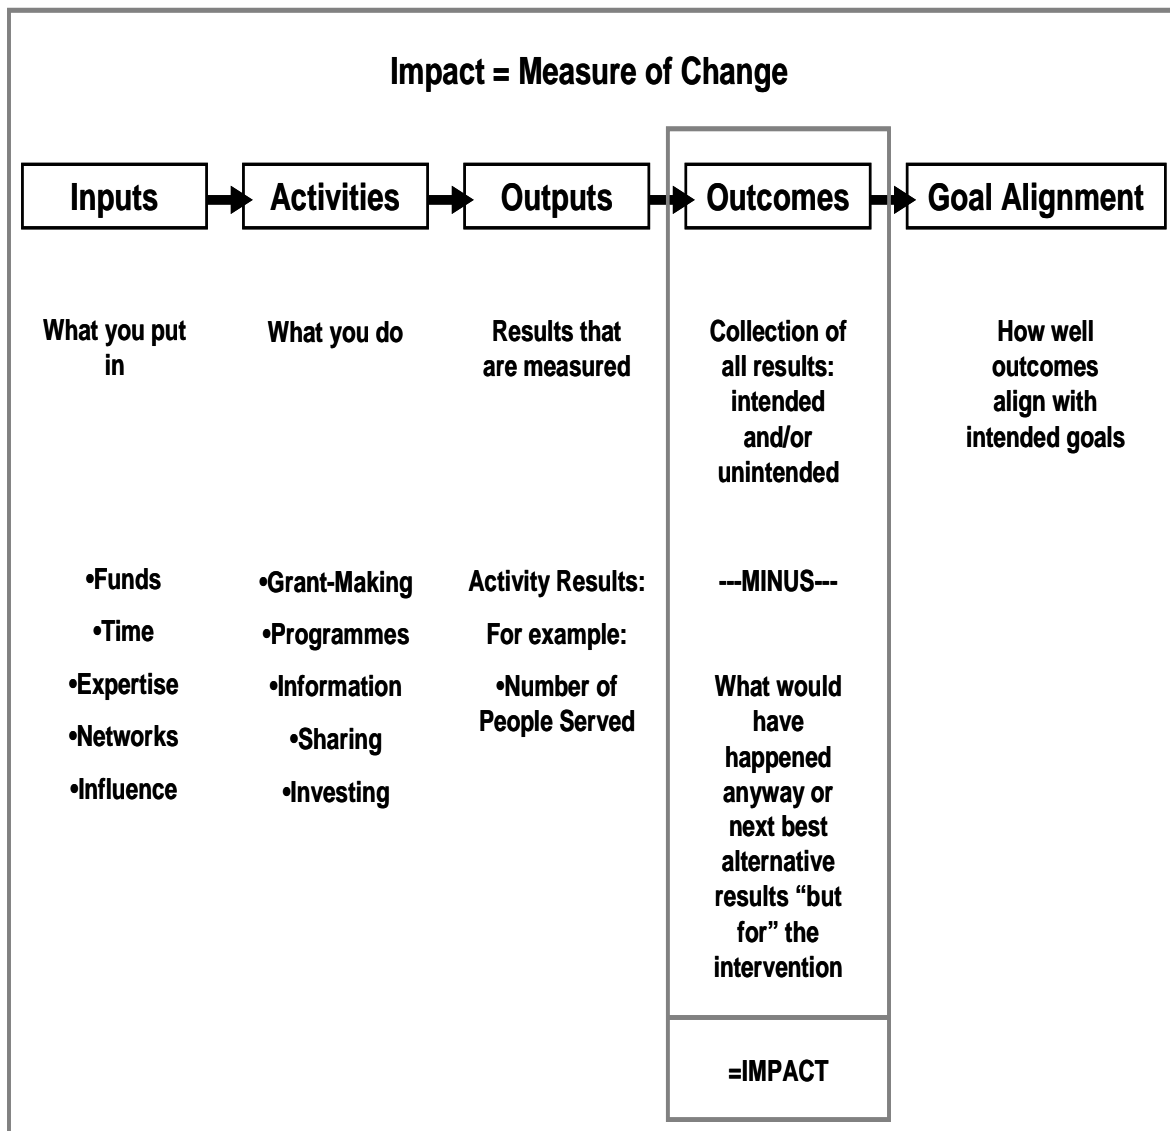 Impact = Measure of Change
Inputs
Activities
Outputs
Outcomes
Goal Alignment
What you put
in
What you do
Results that
are measured
Collection of
all results:
intended
and/or
unintended
How well
outcomes
align with
intended goals
•Funds
•Time
•Expertise
•Networks
•Influence
•Grant-Making
•Programmes
•Information
•Sharing
•Investing
Activity Results:
For example:
•Number of
People Served
---MINUS---
What would
have
happened
anyway or
next best
alternative
results “but
for” the
intervention
=IMPACT